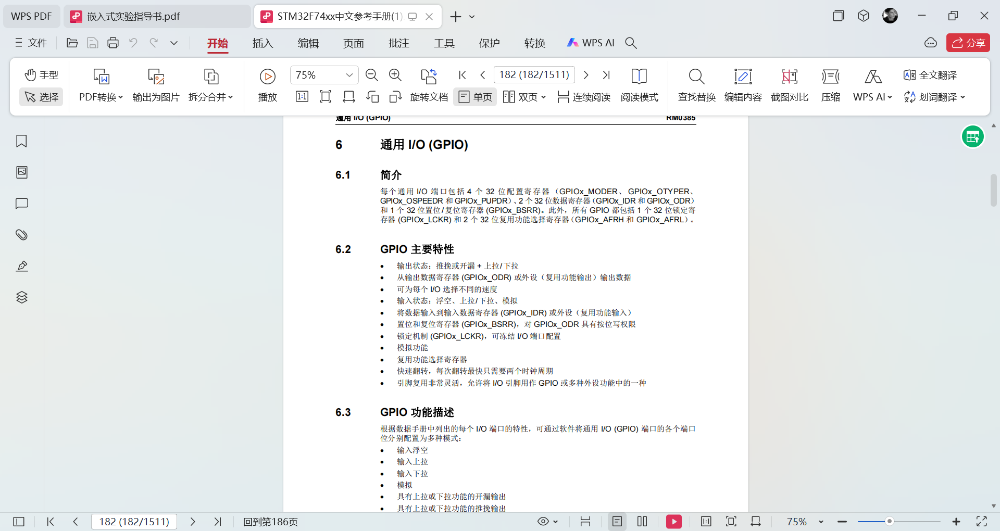 WPS PDF
嵌入式实验指导书.pdf
STM32F74xx中文参考手册(1)
文件
开始
插入
编辑
页面
批注
工具
保护
转换
WPS AI
分享
手型
选择
PDF转换
输出为图片
拆分合并
播放
75%
182 (182/1511)
旋转文档
单页
双页
连续阅读
阅读模式
查找替换
编辑内容
截图对比
压缩
WPS AI
全文翻译
划词翻译
通用 I/O (GPIO)
RM0385
6 通用 I/O (GPIO)
6.1 简介
每个通用 I/O 端口包括 4 个 32 位配置寄存器（GPIOx_MODER、GPIOx_OTYPER、
GPIOx_OSPEEDR 和 GPIOx_PUPDR）、2 个 32 位数据寄存器（GPIOx_IDR 和 GPIOx_ODR）
和 1 个 32 位置位/复位寄存器 (GPIOx_BSRR)。此外，所有 GPIO 都包括 1 个 32 位锁定寄
存器 (GPIOx_LCKR) 和 2 个 32 位复用功能选择寄存器（GPIOx_AFRH 和 GPIOx_AFRL）。
6.2 GPIO 主要特性
• 输出状态：推挽或开漏 + 上拉/下拉
• 从输出数据寄存器 (GPIOx_ODR) 或外设（复用功能输出）输出数据
• 可为每个 I/O 选择不同的速度
• 输入状态：浮空、上拉/下拉、模拟
• 将数据输入到输入数据寄存器 (GPIOx_IDR) 或外设（复用功能输入）
• 置位和复位寄存器 (GPIOx_BSRR)，对 GPIOx_ODR 具有按位写权限
• 锁定机制 (GPIOx_LCKR)，可冻结 I/O 端口配置
• 模拟功能
• 复用功能选择寄存器
• 快速翻转，每次翻转最快只需要两个时钟周期
• 引脚复用非常灵活，允许将 I/O 引脚用作 GPIO 或多种外设功能中的一种
6.3 GPIO 功能描述
根据数据手册中列出的每个 I/O 端口的特性，可通过软件将通用 I/O (GPIO) 端口的各个端口
位分别配置为多种模式：
• 输入浮空
• 输入上拉
• 输入下拉
• 模拟
• 具有上拉或下拉功能的开漏输出
• 具有上拉或下拉功能的推挽输出
182 (182/1511)
回到第186页
75%